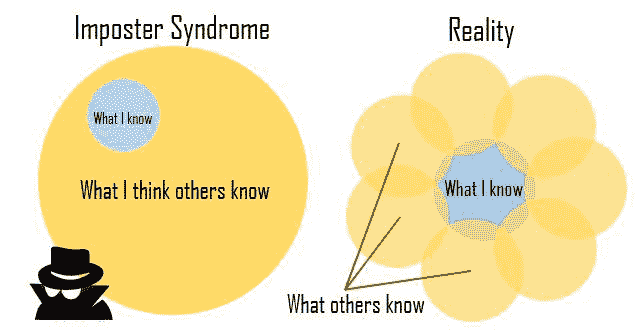 Imposter Syndrome
What I know
What I think others know
Reality
What I know
What others know